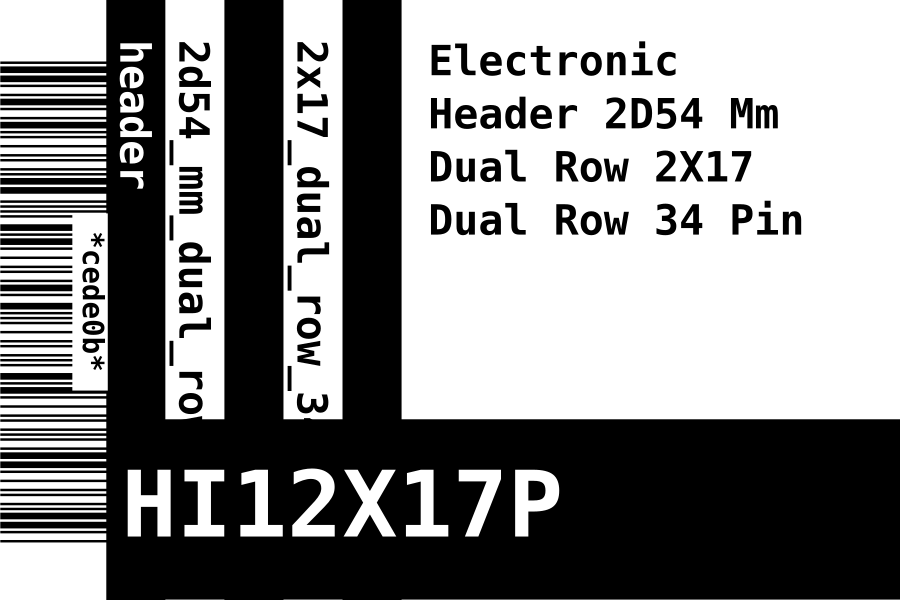 *cede0b*
header
2d54_mm_dual_ro
2x17_dual_row_3
Electronic
Header 2D54 Mm
Dual Row 2X17
Dual Row 34 Pin
HI12X17P